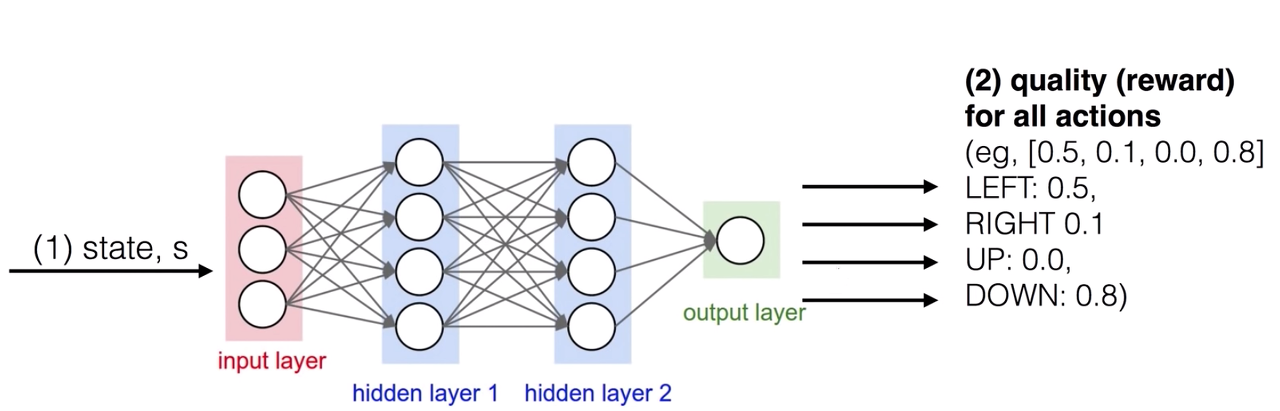 (1) state, s
input layer
hidden layer 1
hidden layer 2
output layer
(2) quality (reward)
for all actions
(eg, [0.5, 0.1, 0.0, 0.8]
LEFT: 0.5,
RIGHT 0.1
UP: 0.0,
DOWN: 0.8)